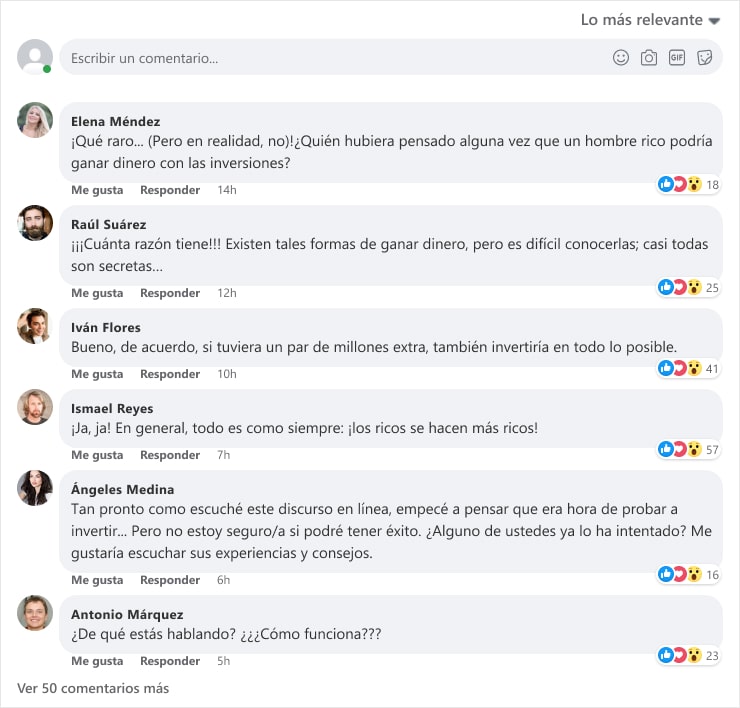 Lo más relevante
Escribir un comentario...
GIF
Elena Méndez
¡Qué raro... (Pero en realidad, no)!¿Quién hubiera pensado alguna vez que un hombre rico podría
ganar dinero con las inversiones?
Me gusta Responder 14h
18
Raúl Suárez
¡¡¡Cuánta razón tiene!!! Existen tales formas de ganar dinero, pero es difícil conocerlas; casi todas
son secretas...
Me gusta Responder 12h
25
Iván Flores
Bueno, de acuerdo, si tuviera un par de millones extra, también invertiría en todo lo posible.
Me gusta Responder 10h
41
Ismael Reyes
¡Ja, ja! En general, todo es como siempre: ¡los ricos se hacen más ricos!
Me gusta Responder 7h
57
Ángeles Medina
Tan pronto como escuché este discurso en línea, empecé a pensar que era hora de probar a
invertir... Pero no estoy seguro/a si podré tener éxito. ¿Alguno de ustedes ya lo ha intentado? Me
gustaría escuchar sus experiencias y consejos.
Me gusta Responder 6h
16
Antonio Márquez
¿De qué estás hablando? ¿¿¿Cómo funciona???
Me gusta Responder 5h
23
Ver 50 comentarios más